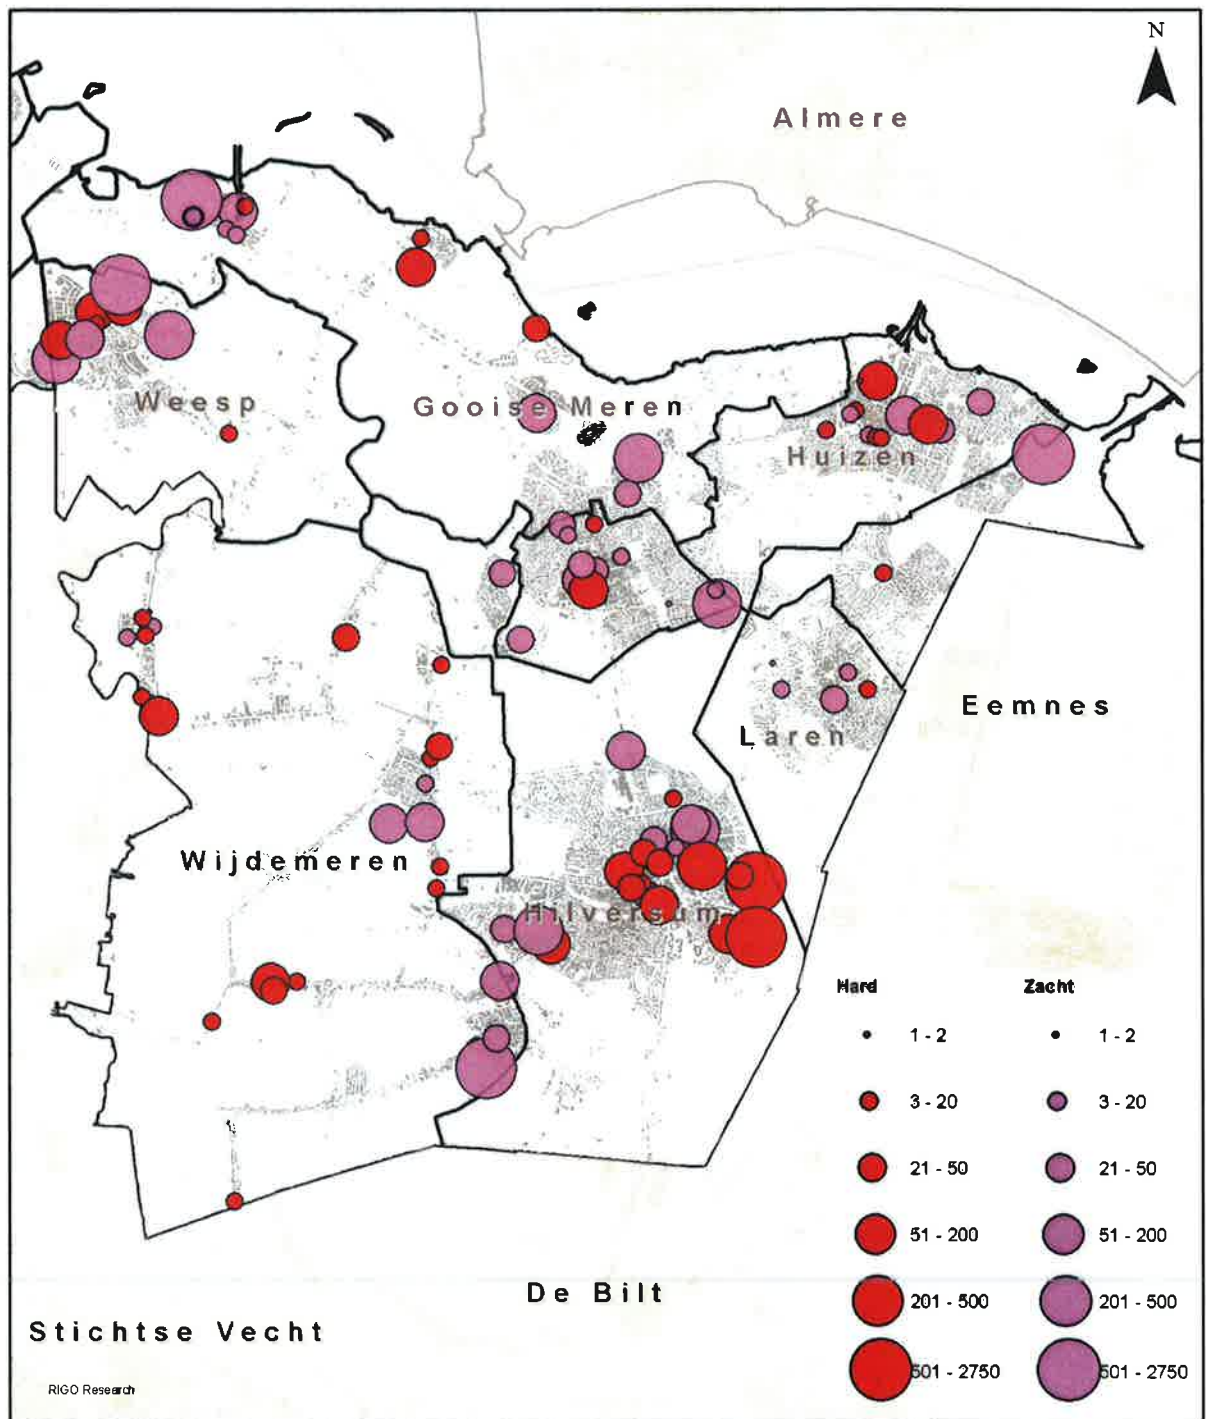 N
Almere
Weesp
Gooise Meren
Huizen
Eemnes
Laren
Wijdemeren
Hilversum
Hard Zacht
1 - 2 1 - 2
3 - 20 3 - 20
21 - 50 21 - 50
51 - 200 51 - 200
201 - 500 201 - 500
501 - 2750 501 - 2750
De Bilt
Stichtse Vecht
RIGO Research